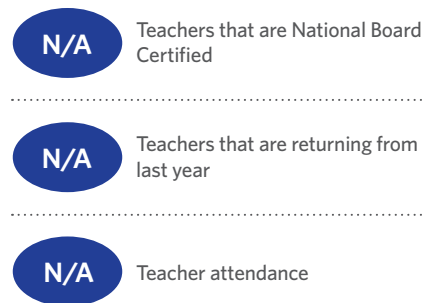 N/A
Teachers that are National Board
Certified
N/A
Teachers that are returning from
last year
N/A
Teacher attendance